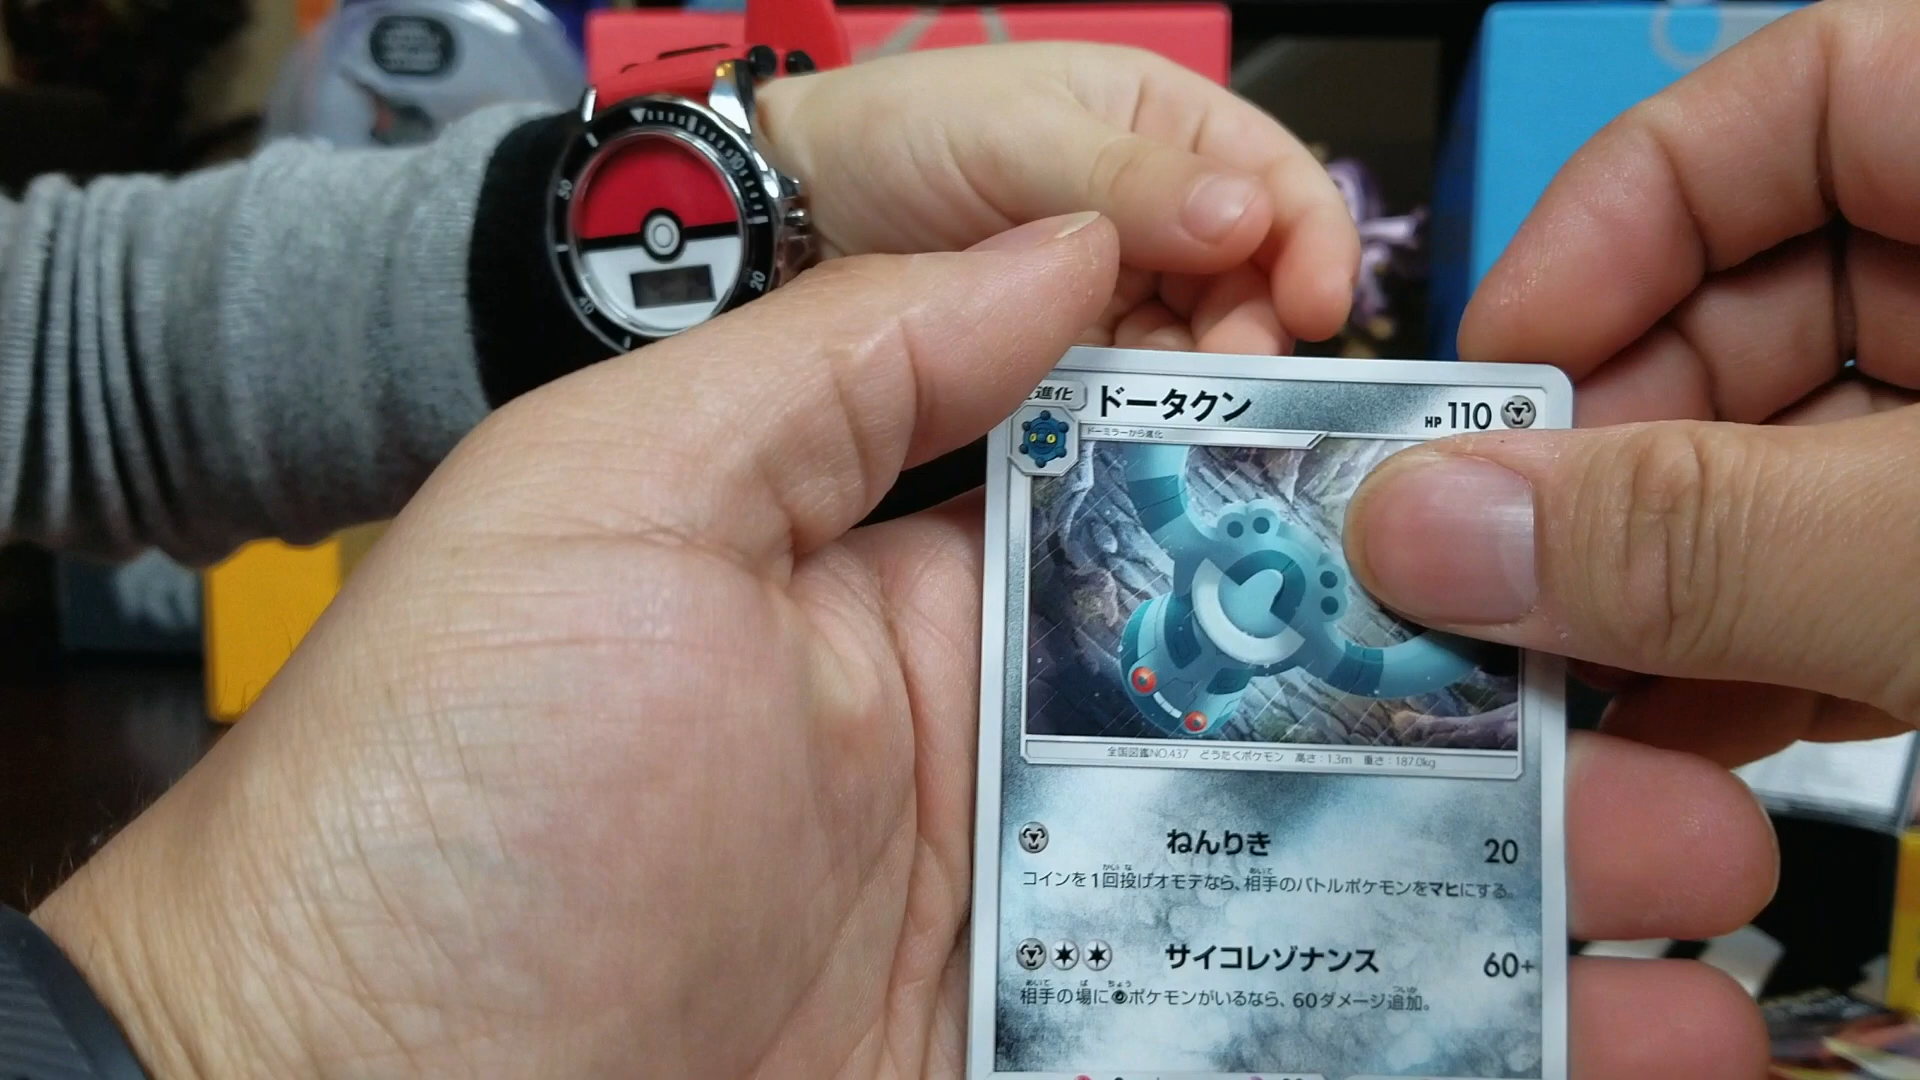 進化 ドータクン HP 110
ドーミラーから進化
全国図鑑NO.437 どうたくポケモン 高さ:1.3m 重さ:187.0kg
ねんりき 20
コインを1回投げオモテなら、相手のバトルポケモンをマヒにする。
サイコレゾナンス 60+
相手の場にポケモンがいるなら、60ダメージ追加。
10
20
40
50